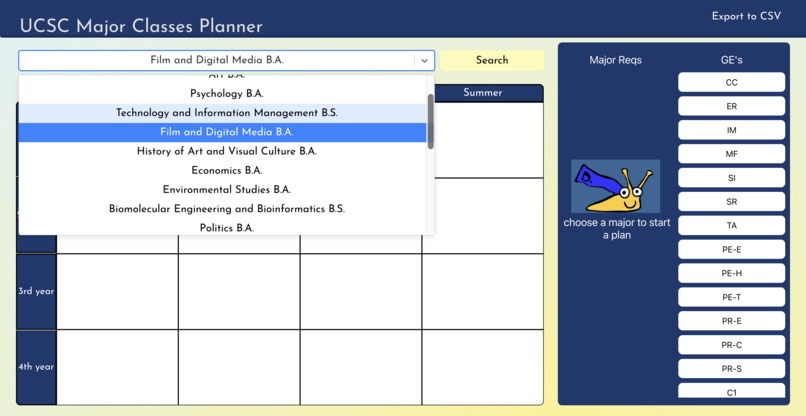 UCSC Major Classes Planner
Export to CSV
Film and Digital Media B.A.
Search
Art B.A.
Psychology B.A.
Technology and Information Management B.S.
Film and Digital Media B.A.
History of Art and Visual Culture B.A.
Economics B.A.
Environmental Studies B.A.
Biomolecular Engineering and Bioinformatics B.S.
Politics B.A.
Summer
3rd year
4th year
Major Reqs
choose a major to start
a plan
GE's
CC
ER
IM
MF
SI
SR
TA
PE-E
PE-H
PE-T
PR-E
PR-C
PR-S
C1